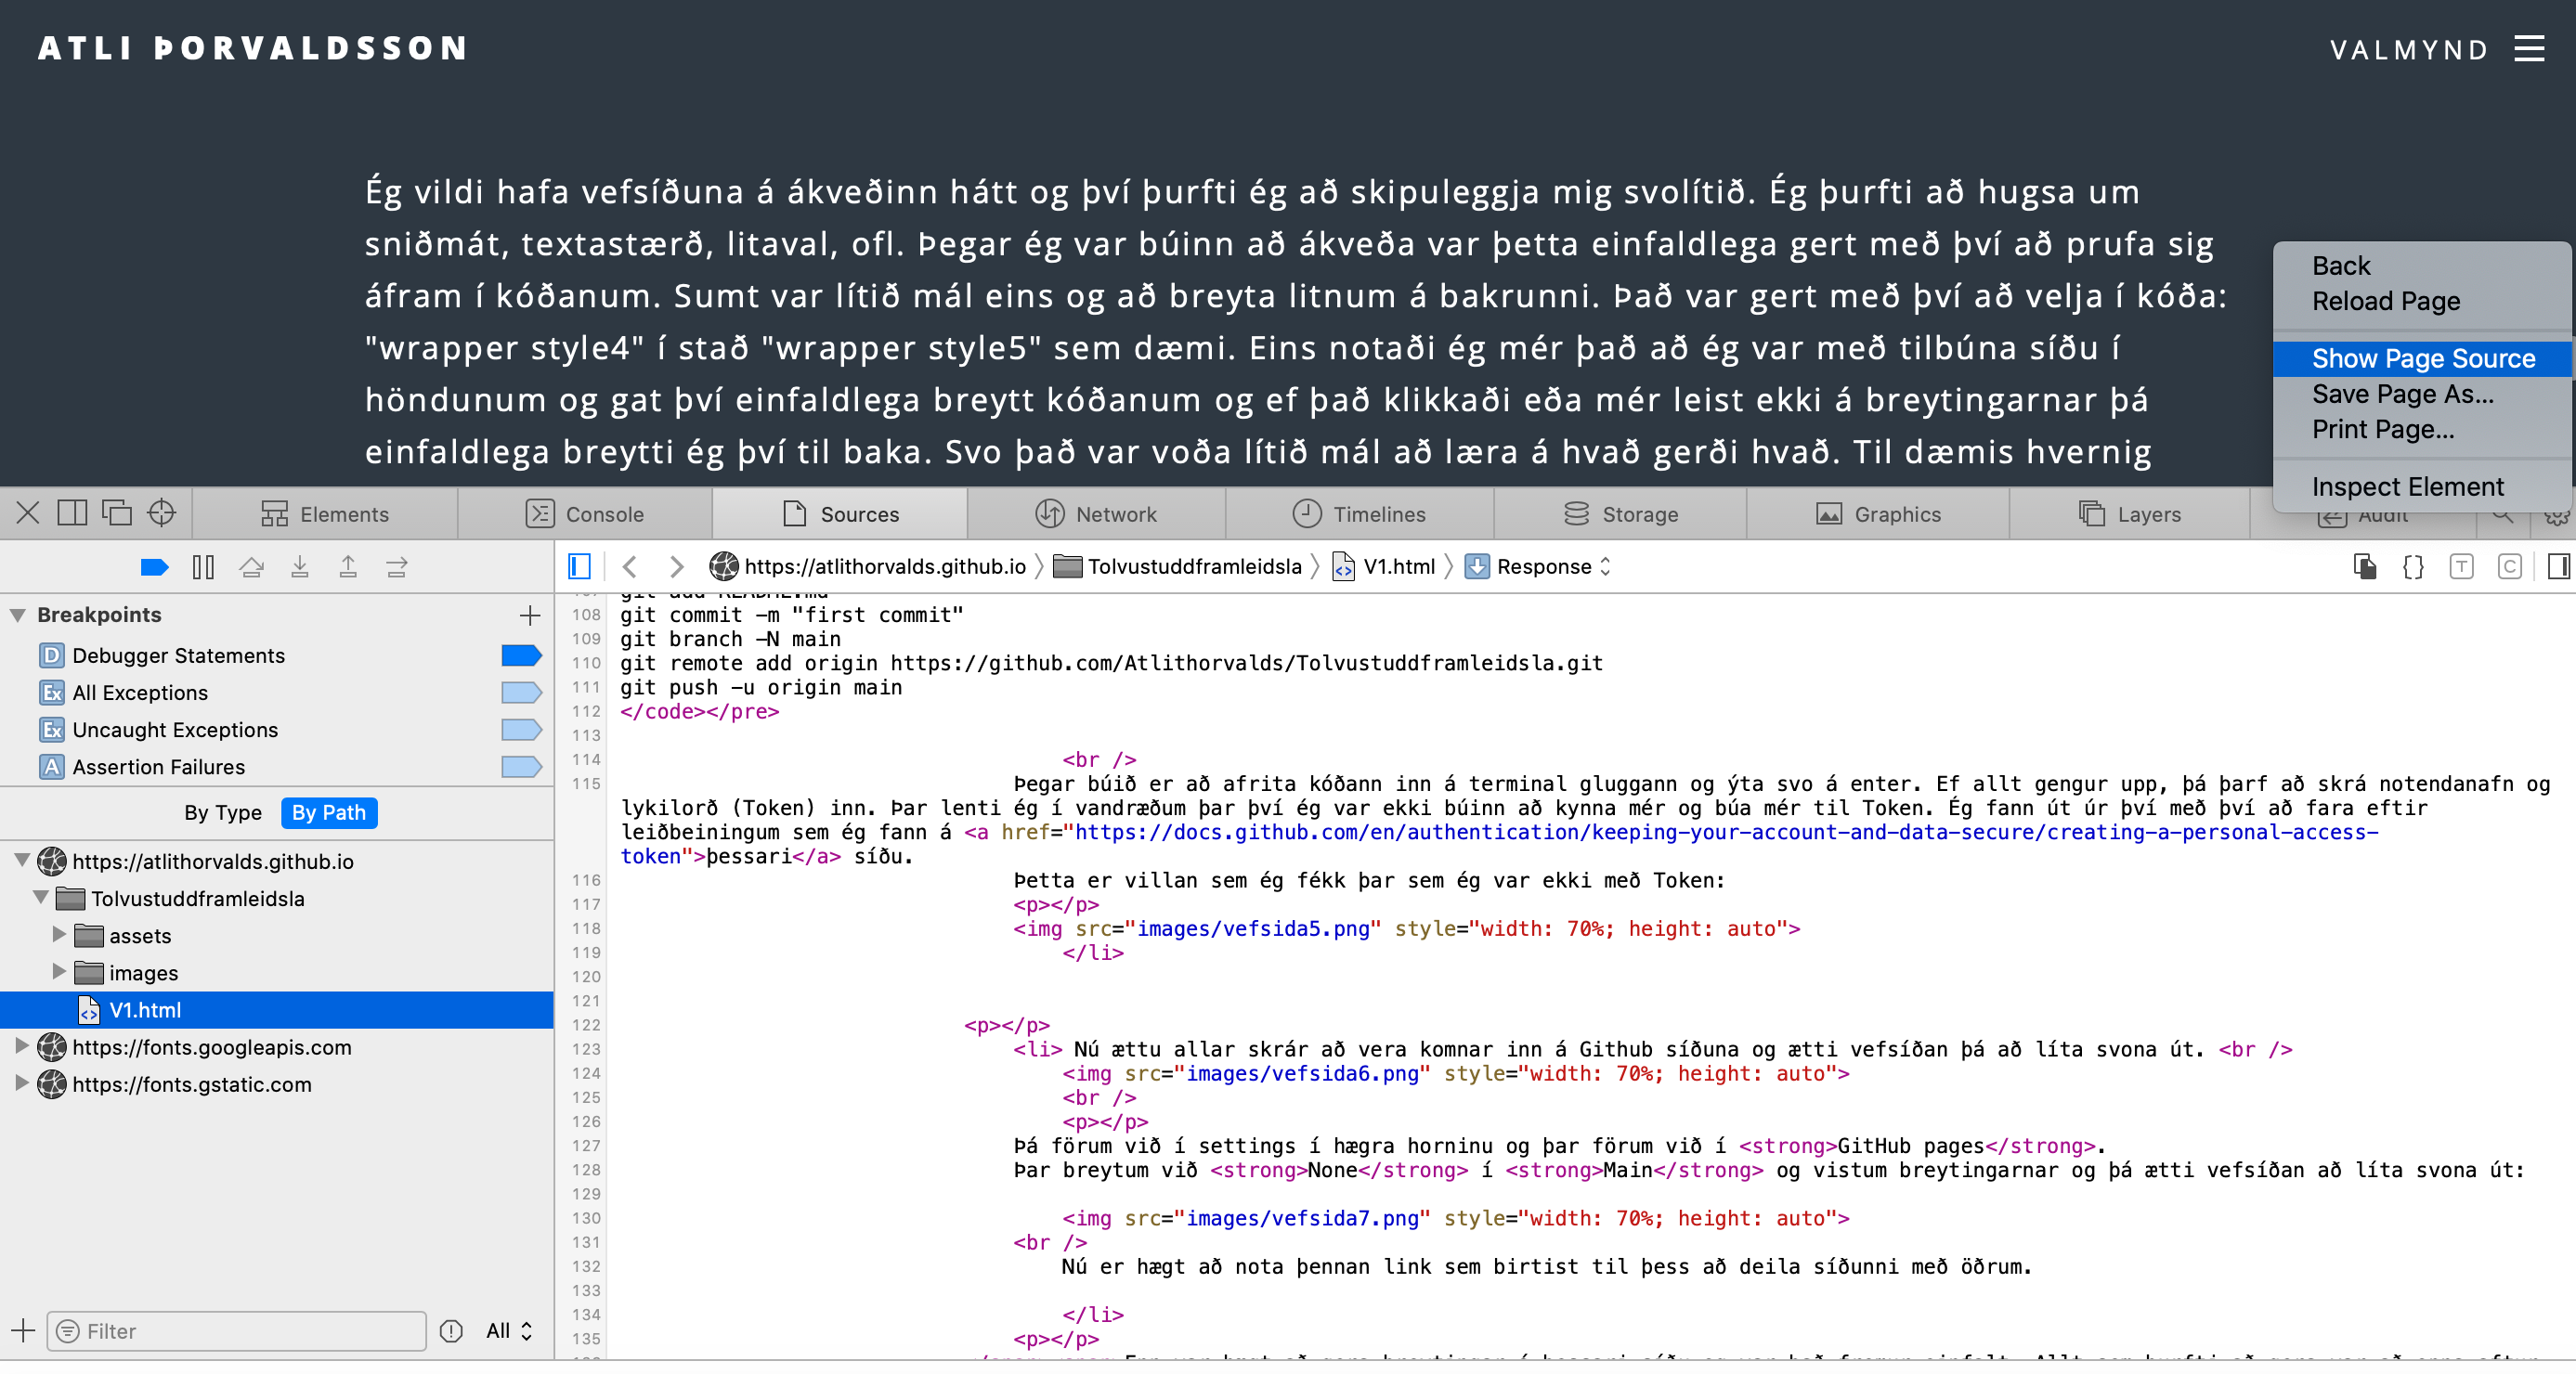 ATLI ÞORVALDSSON
VALMYND
Ég vildi hafa vefsíðuna á ákveðinn hátt og því þurfti ég að skipuleggja mig svolítið. Ég þurfti að hugsa um
sniðmát, textastærð, litaval, ofl. Þegar ég var búinn að ákveða var þetta einfaldlega gert með því að prufa sig
áfram í kóðanum. Sumt var lítið mál eins og að breyta litnum á bakrunni. Það var gert með því að velja í kóða:
"wrapper style4" í stað "wrapper style5" sem dæmi. Eins notaði ég mér það að ég var með tilbúna síðu í
höndunum og gat því einfaldlega breytt kóðanum og ef það klikkaði eða mér leist ekki á breytingarnar þá
einfaldlega breytti ég því til baka. Svo það var voða lítið mál að læra á hvað gerði hvað. Til dæmis hvernig
Back
Reload Page
Show Page Source
Save Page As...
Print Page...
Inspect Element
Elements
Console
Sources
Network
Timelines
Storage
Graphics
Layers
Audit
https://atlithorvalds.github.io
Tolvustuddframleidsla
V1.html
Response
{}
T
C
Breakpoints
D Debugger Statements
Ex All Exceptions
Ex Uncaught Exceptions
A Assertion Failures
By Type
By Path
https://atlithorvalds.github.io
Tolvustuddframleidsla
assets
images
V1.html
https://fonts.googleapis.com
https://fonts.gstatic.com
Filter
All
107 git add README.md
108 git commit -m "first commit"
109 git branch -N main
110 git remote add origin https://github.com/Atlithorvalds/Tolvustuddframleidsla.git
111 git push -u origin main
112 </code></pre>
113
114 <br />
115 Þegar búið er að afrita kóðann inn á terminal gluggann og ýta svo á enter. Ef allt gengur upp, þá þarf að skrá notendanafn og
lykilorð (Token) inn. Þar lenti ég í vandræðum þar því ég var ekki búinn að kynna mér og búa mér til Token. Ég fann út úr því með því að fara eftir
leiðbeiningum sem ég fann á <a href="https://docs.github.com/en/authentication/keeping-your-account-and-data-secure/creating-a-personal-access-
token">þessari</a> síðu.
116 Þetta er villan sem ég fékk þar sem ég var ekki með Token:
117 <p></p>
118 <img src="images/vefsida5.png" style="width: 70%; height: auto">
119 </li>
120
121
122 <p></p>
123 <li> Nú ættu allar skrár að vera komnar inn á Github síðuna og ætti vefsíðan þá að líta svona út. <br />
124 <img src="images/vefsida6.png" style="width: 70%; height: auto">
125 <br />
126 <p></p>
127 Þá förum við í settings í hægra horninu og þar förum við í <strong>GitHub pages</strong>.
128 Þar breytum við <strong>None</strong> í <strong>Main</strong> og vistum breytingarnar og þá ætti vefsíðan að líta svona út:
129
130 <img src="images/vefsida7.png" style="width: 70%; height: auto">
131 <br />
132 Nú er hægt að nota þennan link sem birtist til þess að deila síðunni með öðrum.
133
134 </li>
135 <p></p>